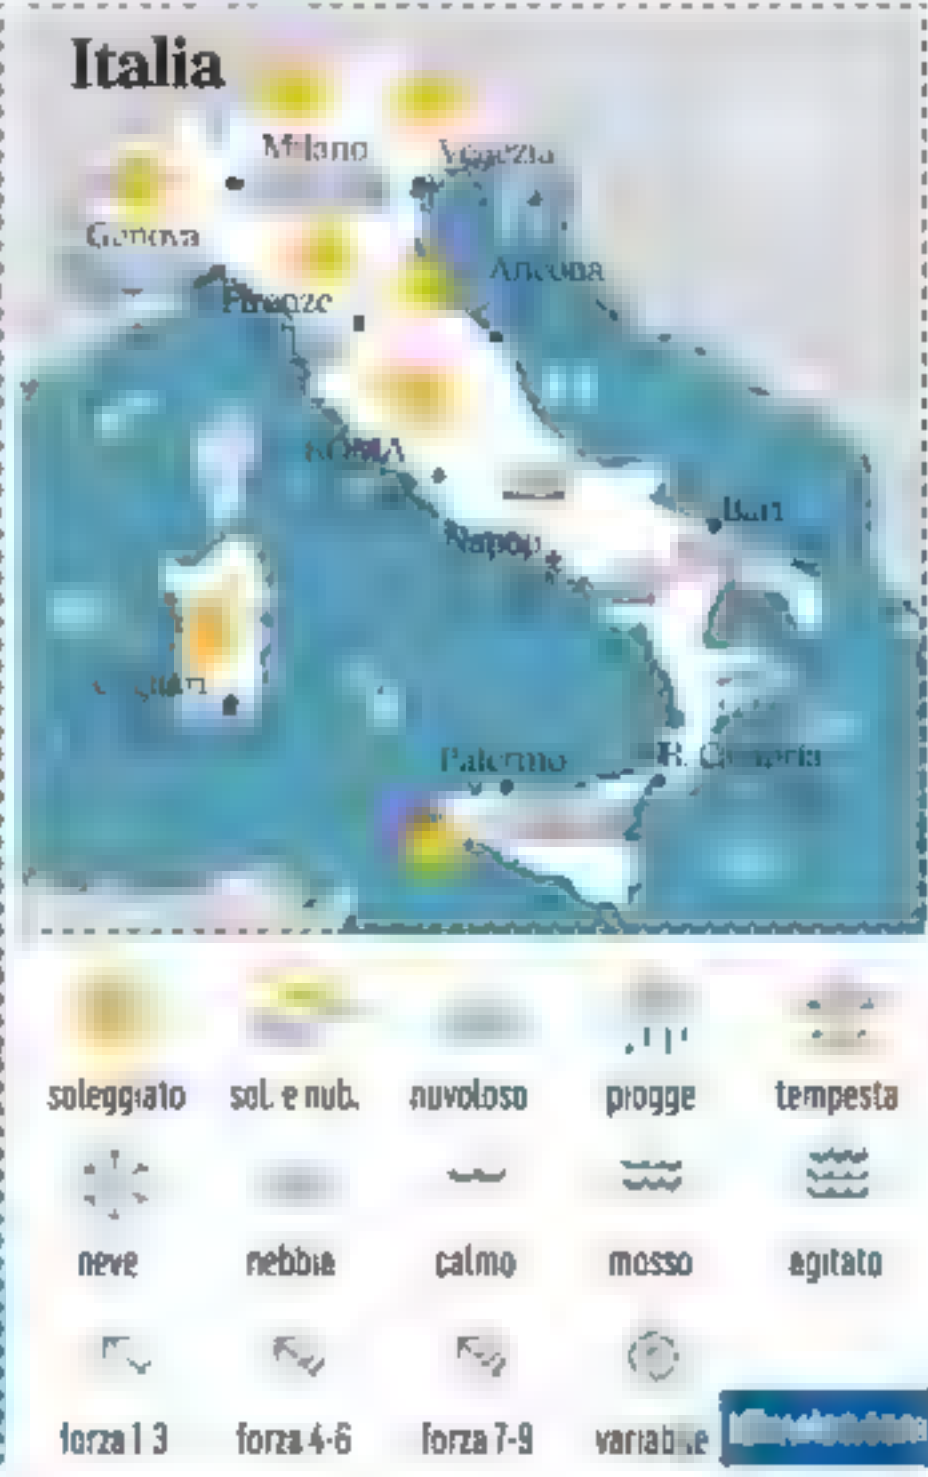 Italia
Milano
Venezia
Genova
Ancona
Firenze
ROMA
Bari
Napoli
Palermo
soleggiato sol. e nub. nuvoloso piogge tempesta
neve nebbia calmo mosso agitato
forza 1-3 forza 4-6 forza 7-9 variabile